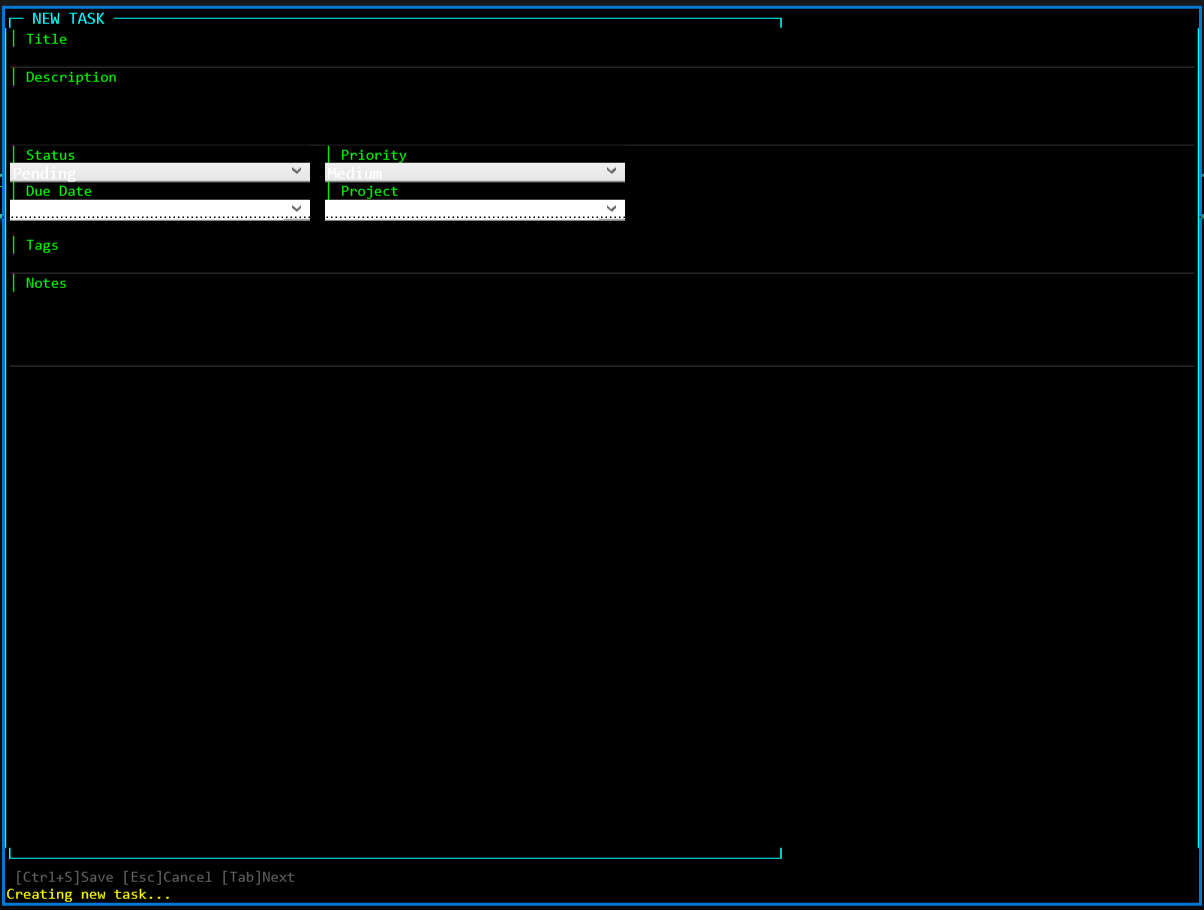 NEW TASK
Title
Description
Status Priority
Pending Medium
Due Date Project
Tags
Notes
[Ctrl+S]Save [Esc]Cancel [Tab]Next
Creating new task...